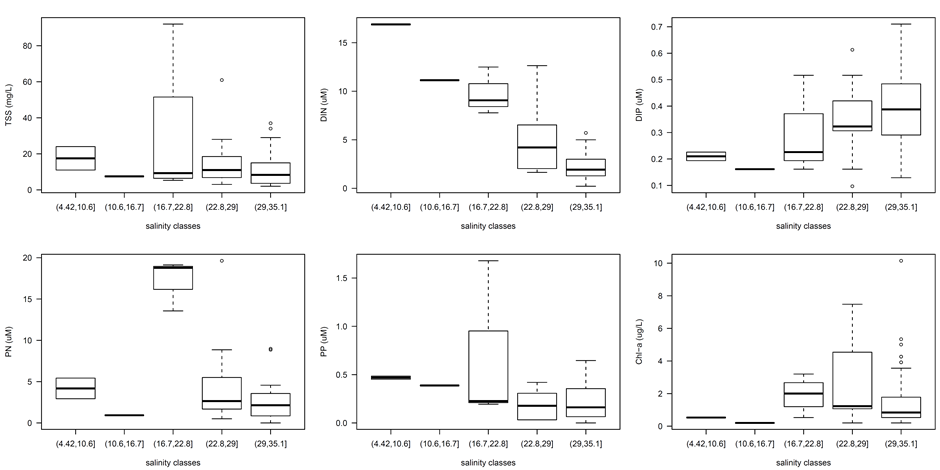 TSS (mg/L)
80
60
40
20
0
(4.42,10.6] (10.6,16.7] (16.7,22.8] (22.8,29] (29,35.1]
salinity classes
DIN (uM)
15
10
5
0
(4.42,10.6] (10.6,16.7] (16.7,22.8] (22.8,29] (29,35.1]
salinity classes
DIP (uM)
0.7
0.6
0.5
0.4
0.3
0.2
0.1
(4.42,10.6] (10.6,16.7] (16.7,22.8] (22.8,29] (29,35.1]
salinity classes
PN (uM)
20
15
10
5
0
(4.42,10.6] (10.6,16.7] (16.7,22.8] (22.8,29] (29,35.1]
salinity classes
PP (uM)
1.5
1.0
0.5
0.0
(4.42,10.6] (10.6,16.7] (16.7,22.8] (22.8,29] (29,35.1]
salinity classes
Chl−a (ug/L)
10
8
6
4
2
0
(4.42,10.6] (10.6,16.7] (16.7,22.8] (22.8,29] (29,35.1]
salinity classes